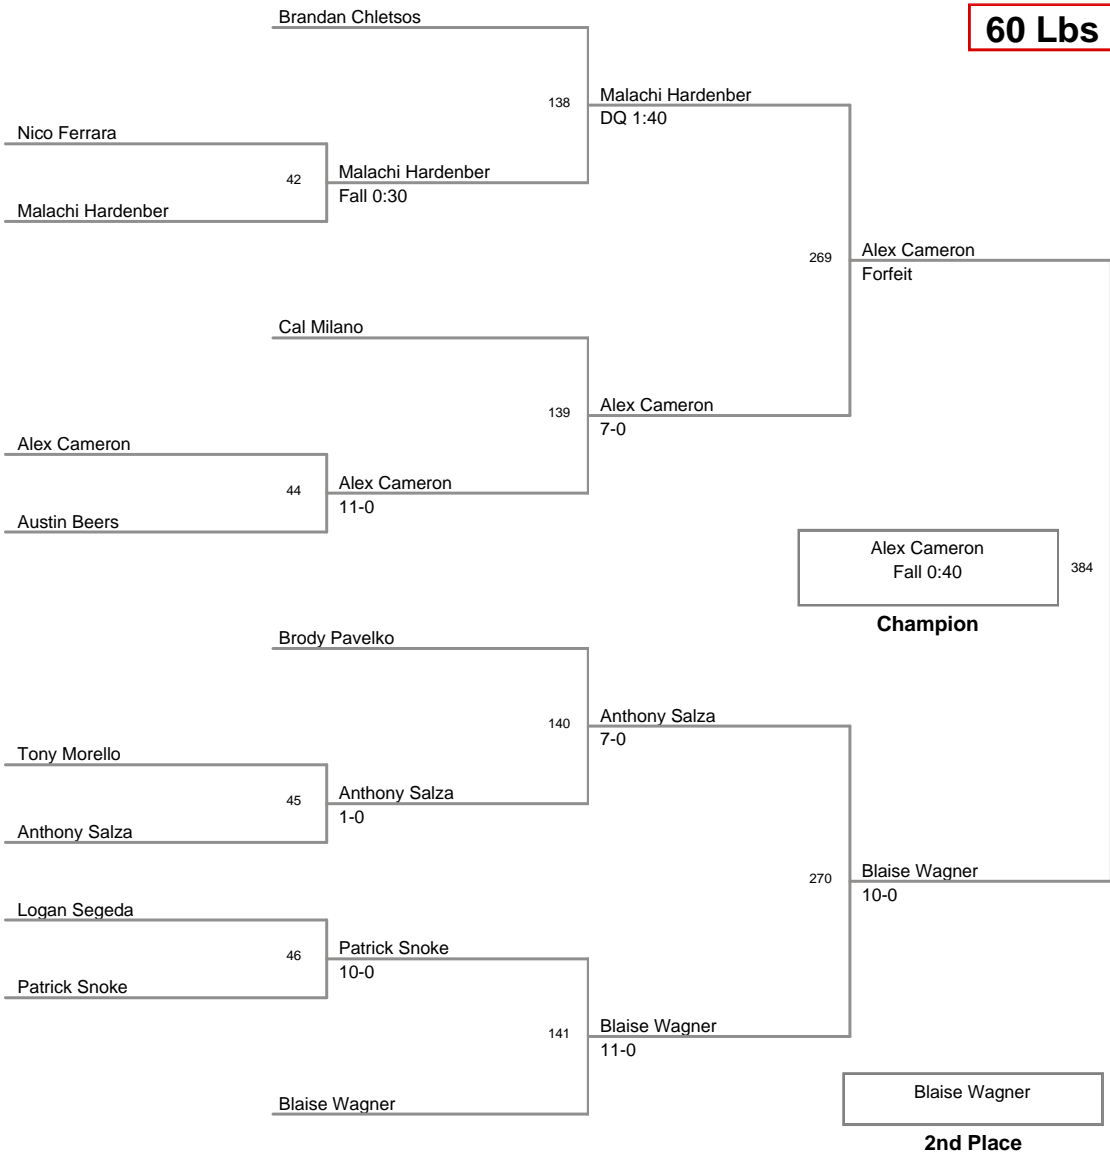 Brandan Chletsos
60 Lbs
138
Malachi Hardenber
DQ 1:40
Nico Ferrara
42
Malachi Hardenber
Fall 0:30
Malachi Hardenber
269
Alex Cameron
Forfeit
Cal Milano
139
Alex Cameron
7-0
Alex Cameron
44
Alex Cameron
11-0
Austin Beers
Alex Cameron
Fall 0:40
384
Champion
Brody Pavelko
140
Anthony Salza
7-0
Tony Morello
45
Anthony Salza
1-0
Anthony Salza
270
Blaise Wagner
10-0
Logan Segeda
46
Patrick Snoke
10-0
Patrick Snoke
141
Blaise Wagner
11-0
Blaise Wagner
Blaise Wagner
2nd Place